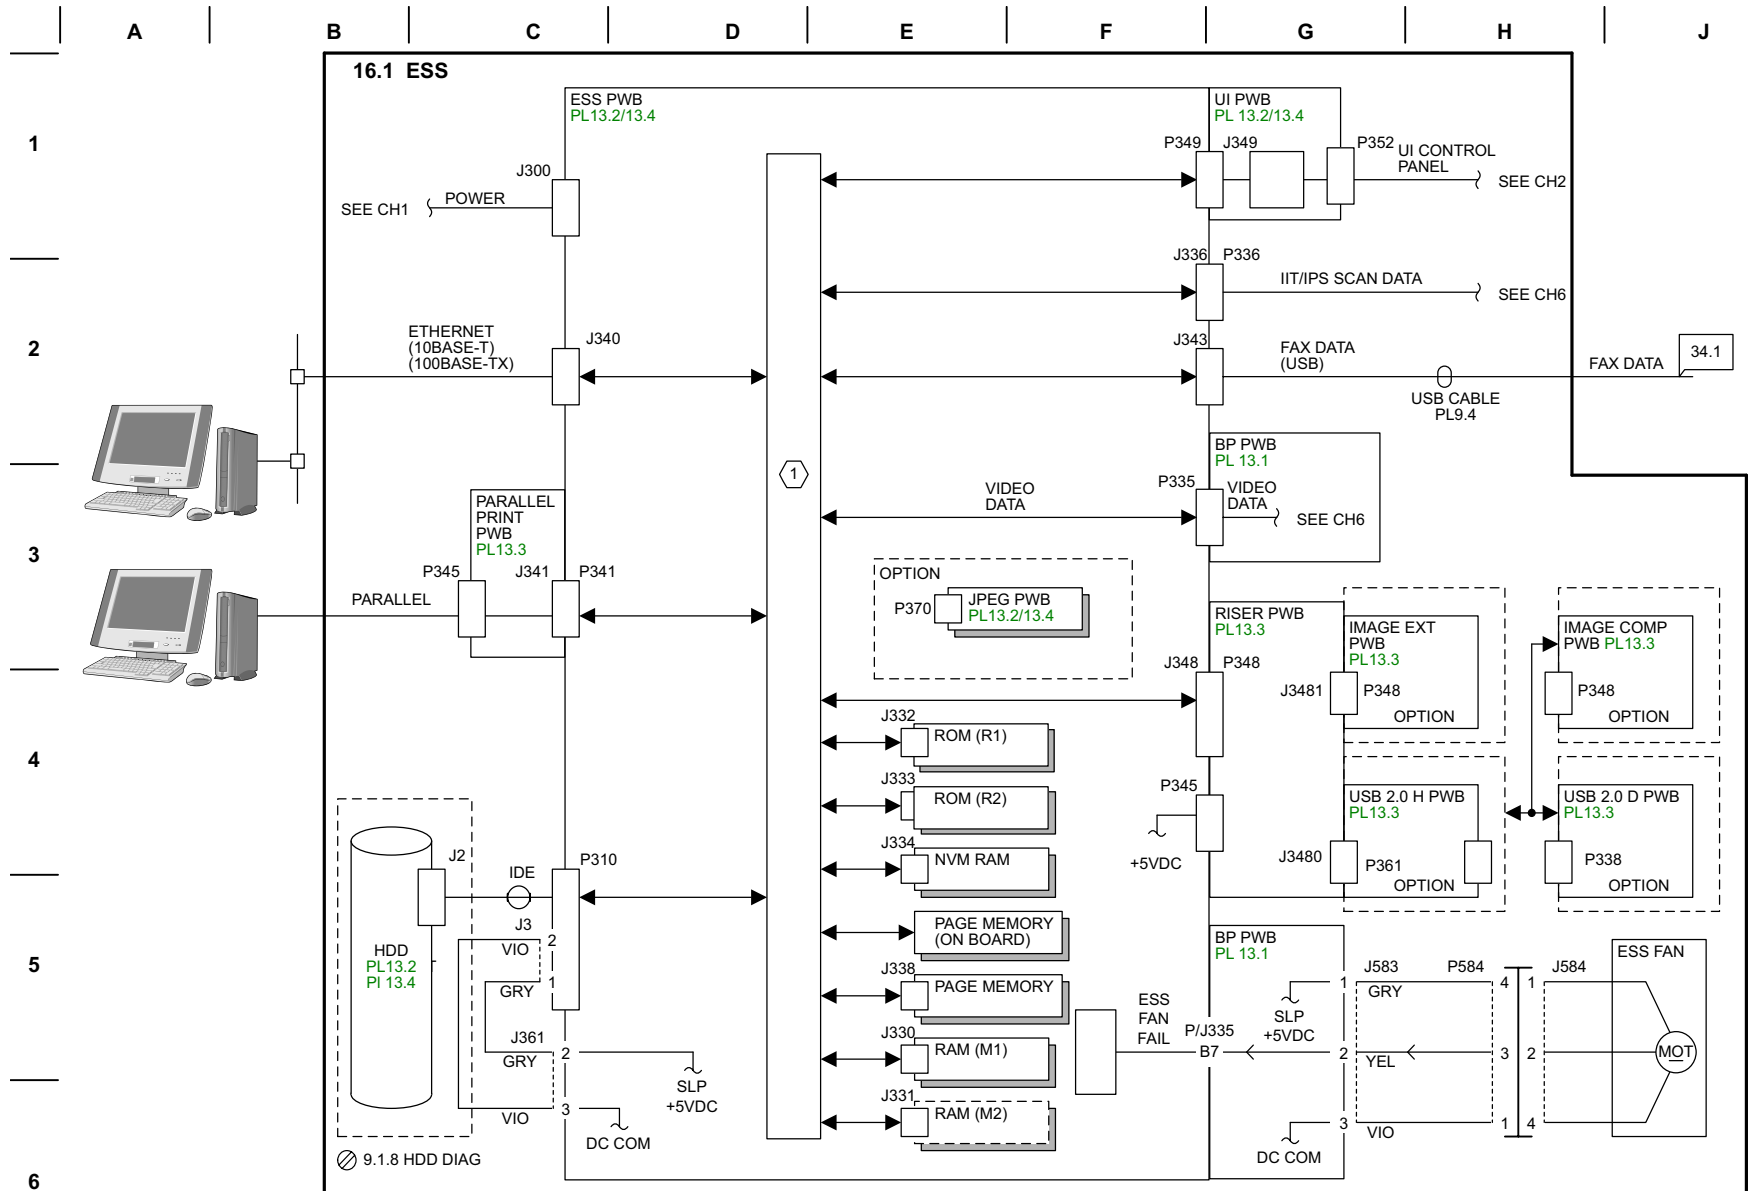 A B C D E F G H J
1
2
3
4
5
6
16.1 ESS
ESS PWB
PL13.2/13.4
J300
POWER
SEE CH1
UI PWB
PL 13.2/13.4
P349 J349
P352
UI CONTROL
PANEL
SEE CH2
J336 P336
IIT/IPS SCAN DATA
SEE CH6
ETHERNET
(10BASE-T)
(100BASE-TX)
J340
J343
FAX DATA
(USB)
USB CABLE
PL9.4
FAX DATA
34.1
1
BP PWB
PL 13.1
VIDEO
DATA
P335
VIDEO
DATA
SEE CH6
PARALLEL
PRINT
PWB
PL13.3
P345
J341
P341
PARALLEL
OPTION
P370
JPEG PWB
PL13.2/13.4
RISER PWB
PL13.3
J348 P348
IMAGE EXT
PWB
PL13.3
J3481
P348
OPTION
IMAGE COMP
PWB PL13.3
P348
OPTION
J332
ROM (R1)
J333
ROM (R2)
J334
NVM RAM
P345
+5VDC
USB 2.0 H PWB
PL13.3
J3480
P361
OPTION
USB 2.0 D PWB
PL13.3
P338
OPTION
J2
IDE
P310
HDD
PL13.2
Pl 13.4
J3
VIO
2
1
GRY
J361
GRY
2
SLP
+5VDC
VIO
3
DC COM
9.1.8 HDD DIAG
PAGE MEMORY
(ON BOARD)
J338
PAGE MEMORY
J330
RAM (M1)
J331
RAM (M2)
ESS
FAN
FAIL
P/J335
B7
BP PWB
PL 13.1
SLP
+5VDC
DC COM
1
2
3
J583
GRY
YEL
VIO
P584
4
3
1
J584
1
2
4
ESS FAN
MOT